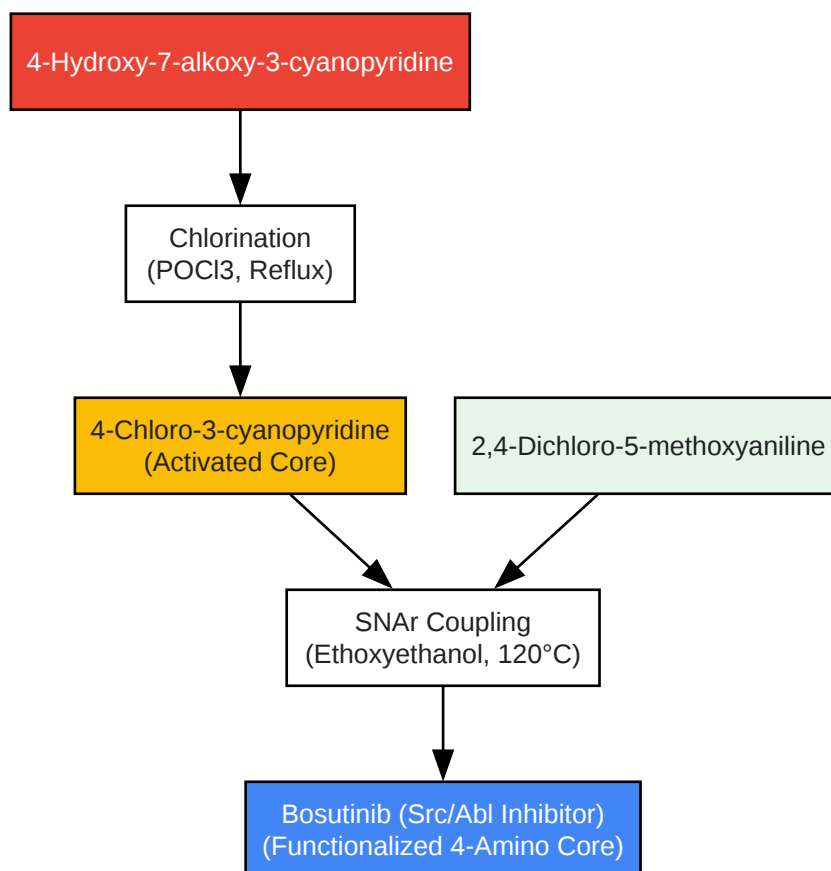 4-Hydroxy-7-alkoxy-3-cyanopyridine
Chlorination
(POCl3, Reflux)
4-Chloro-3-cyanopyridine
(Activated Core)
2,4-Dichloro-5-methoxyaniline
SNAr Coupling
(Ethoxyethanol, 120°C)
Bosutinib (Src/Abl Inhibitor)
(Functionalized 4-Amino Core)